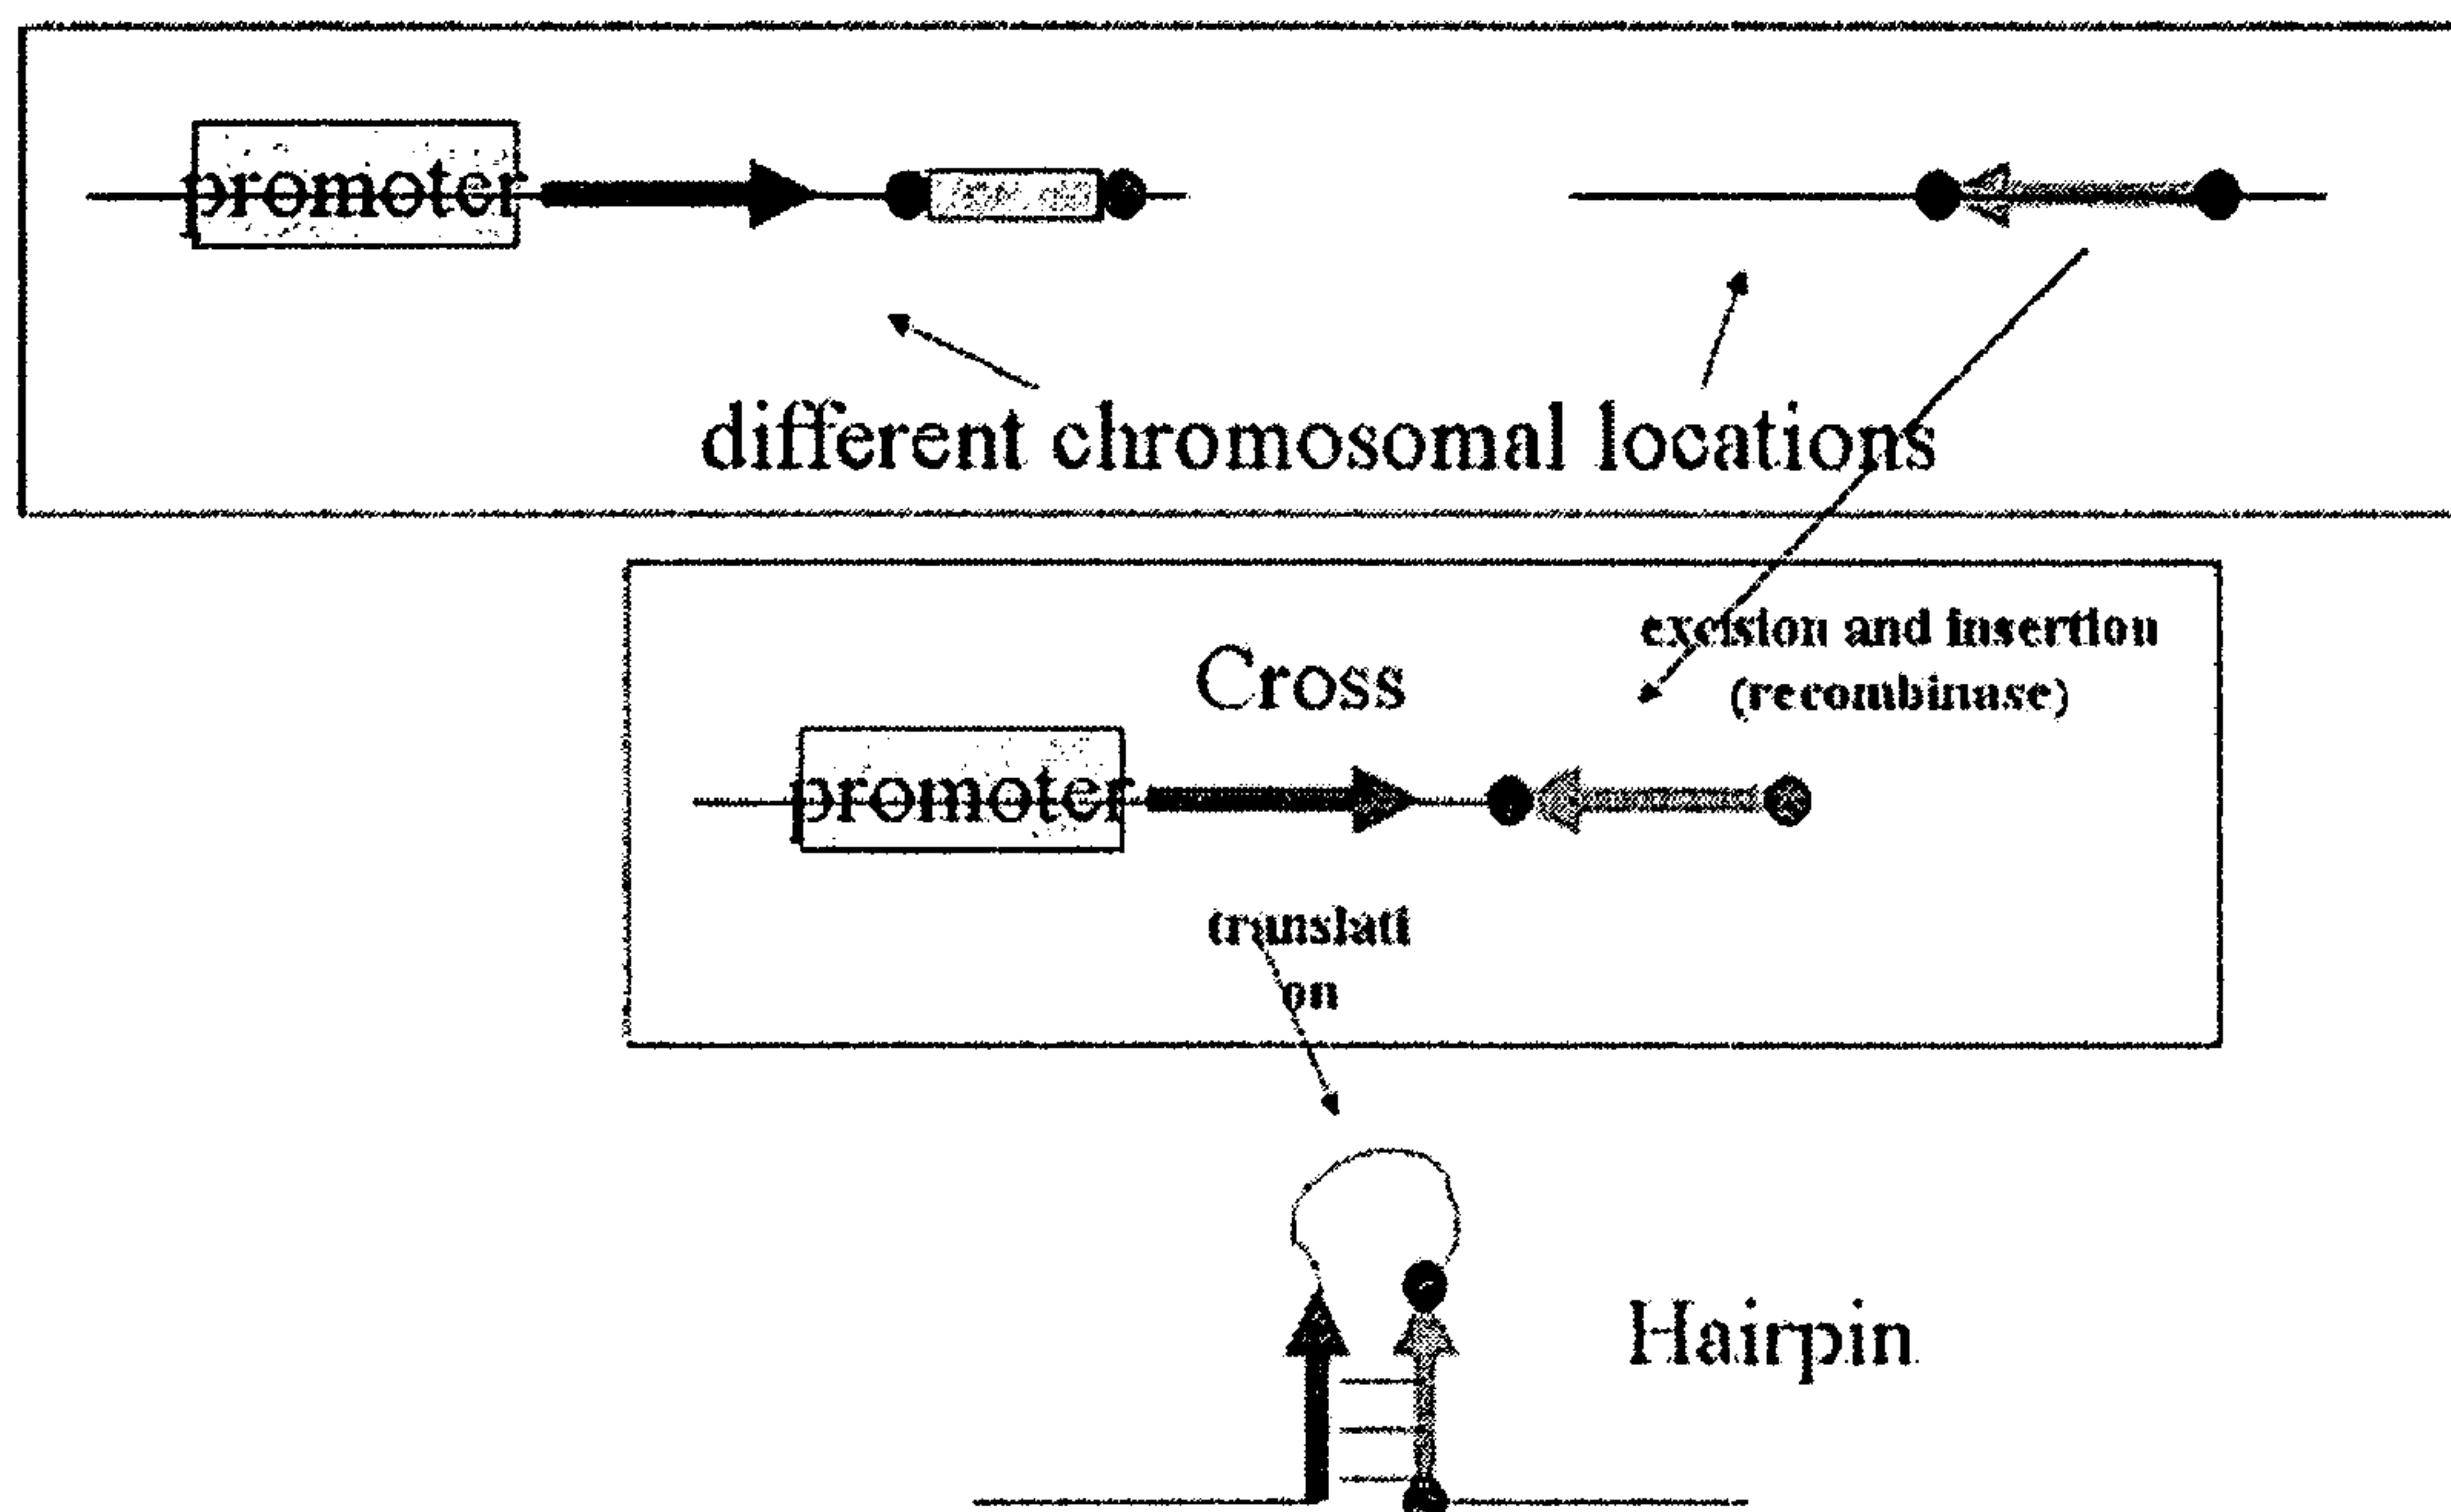 promoter
different chromosomal locations
excision and insertion
(recombinase)
Cross
promoter
translati
on
Hairpin